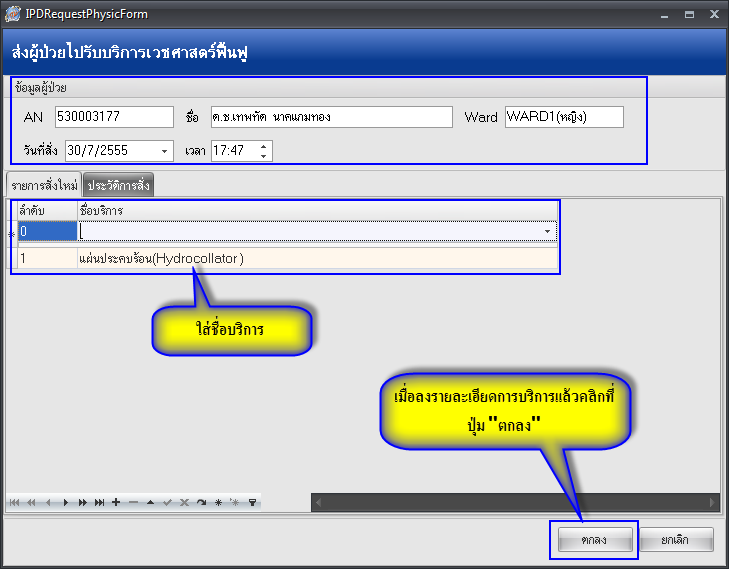 IPDRequestPhysicForm
ส่งผู้ป่วยไปรับบริการเวชศาสตร์ฟื้นฟู
ข้อมูลผู้ป่วย
AN 530003177 ชื่อ ด.ช.เทพทัต นาคแกมทอง Ward WARD1(หญิง)
วันที่สั่ง 30/7/2555 เวลา 17:47
รายการสั่งใหม่ ประวัติการสั่ง
ลำดับ ชื่อบริการ
0
1 แผ่นประคบร้อน(Hydrocollator)
ใส่ชื่อบริการ
เมื่อลงรายละเอียดการบริการแล้วคลิกที่
ปุ่ม "ตกลง"
ตกลง ยกเลิก